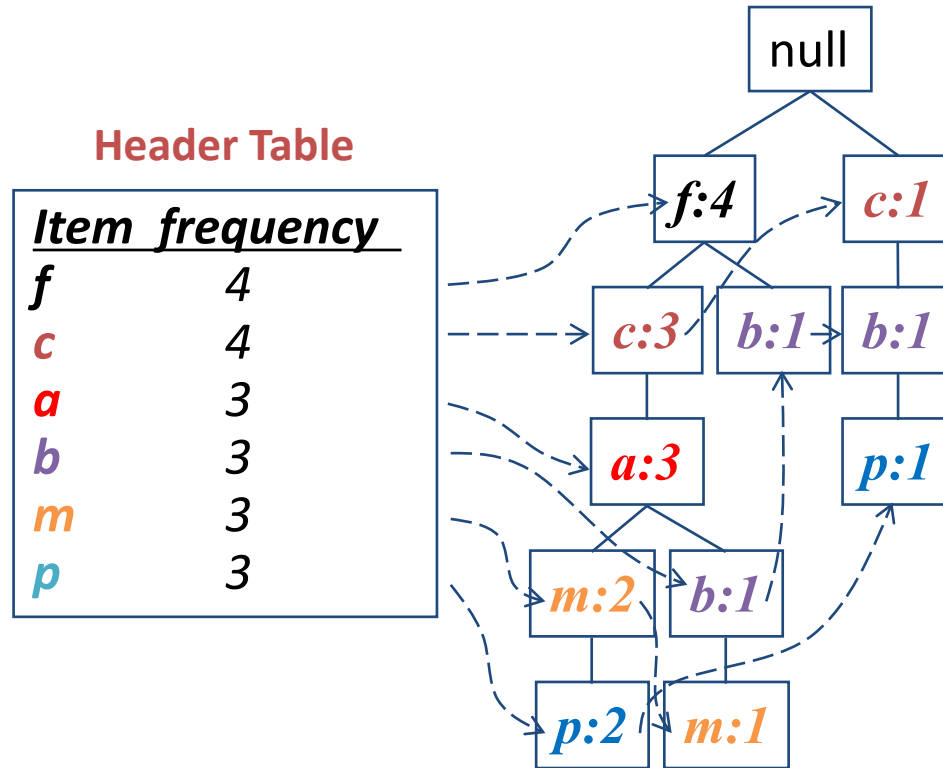 null
Header Table
Item frequency
f 4
c 4
a 3
b 3
m 3
p 3
f:4 c:1
c:3 b:1 b:1
a:3 p:1
m:2 b:1
p:2 m:1